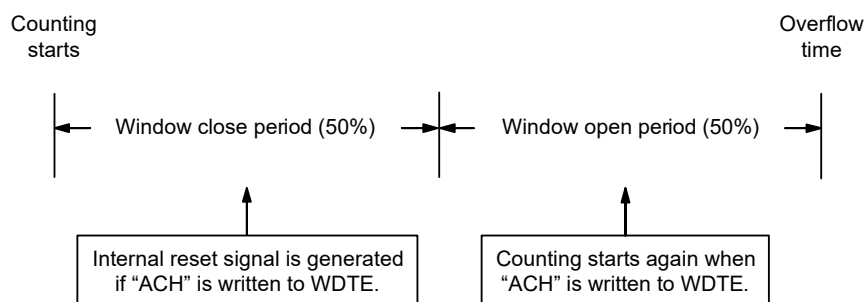 Counting
starts
Overflow
time
Window close period (50%)
Window open period (50%)
Internal reset signal is generated
if “ACH” is written to WDTE.
Counting starts again when
“ACH” is written to WDTE.